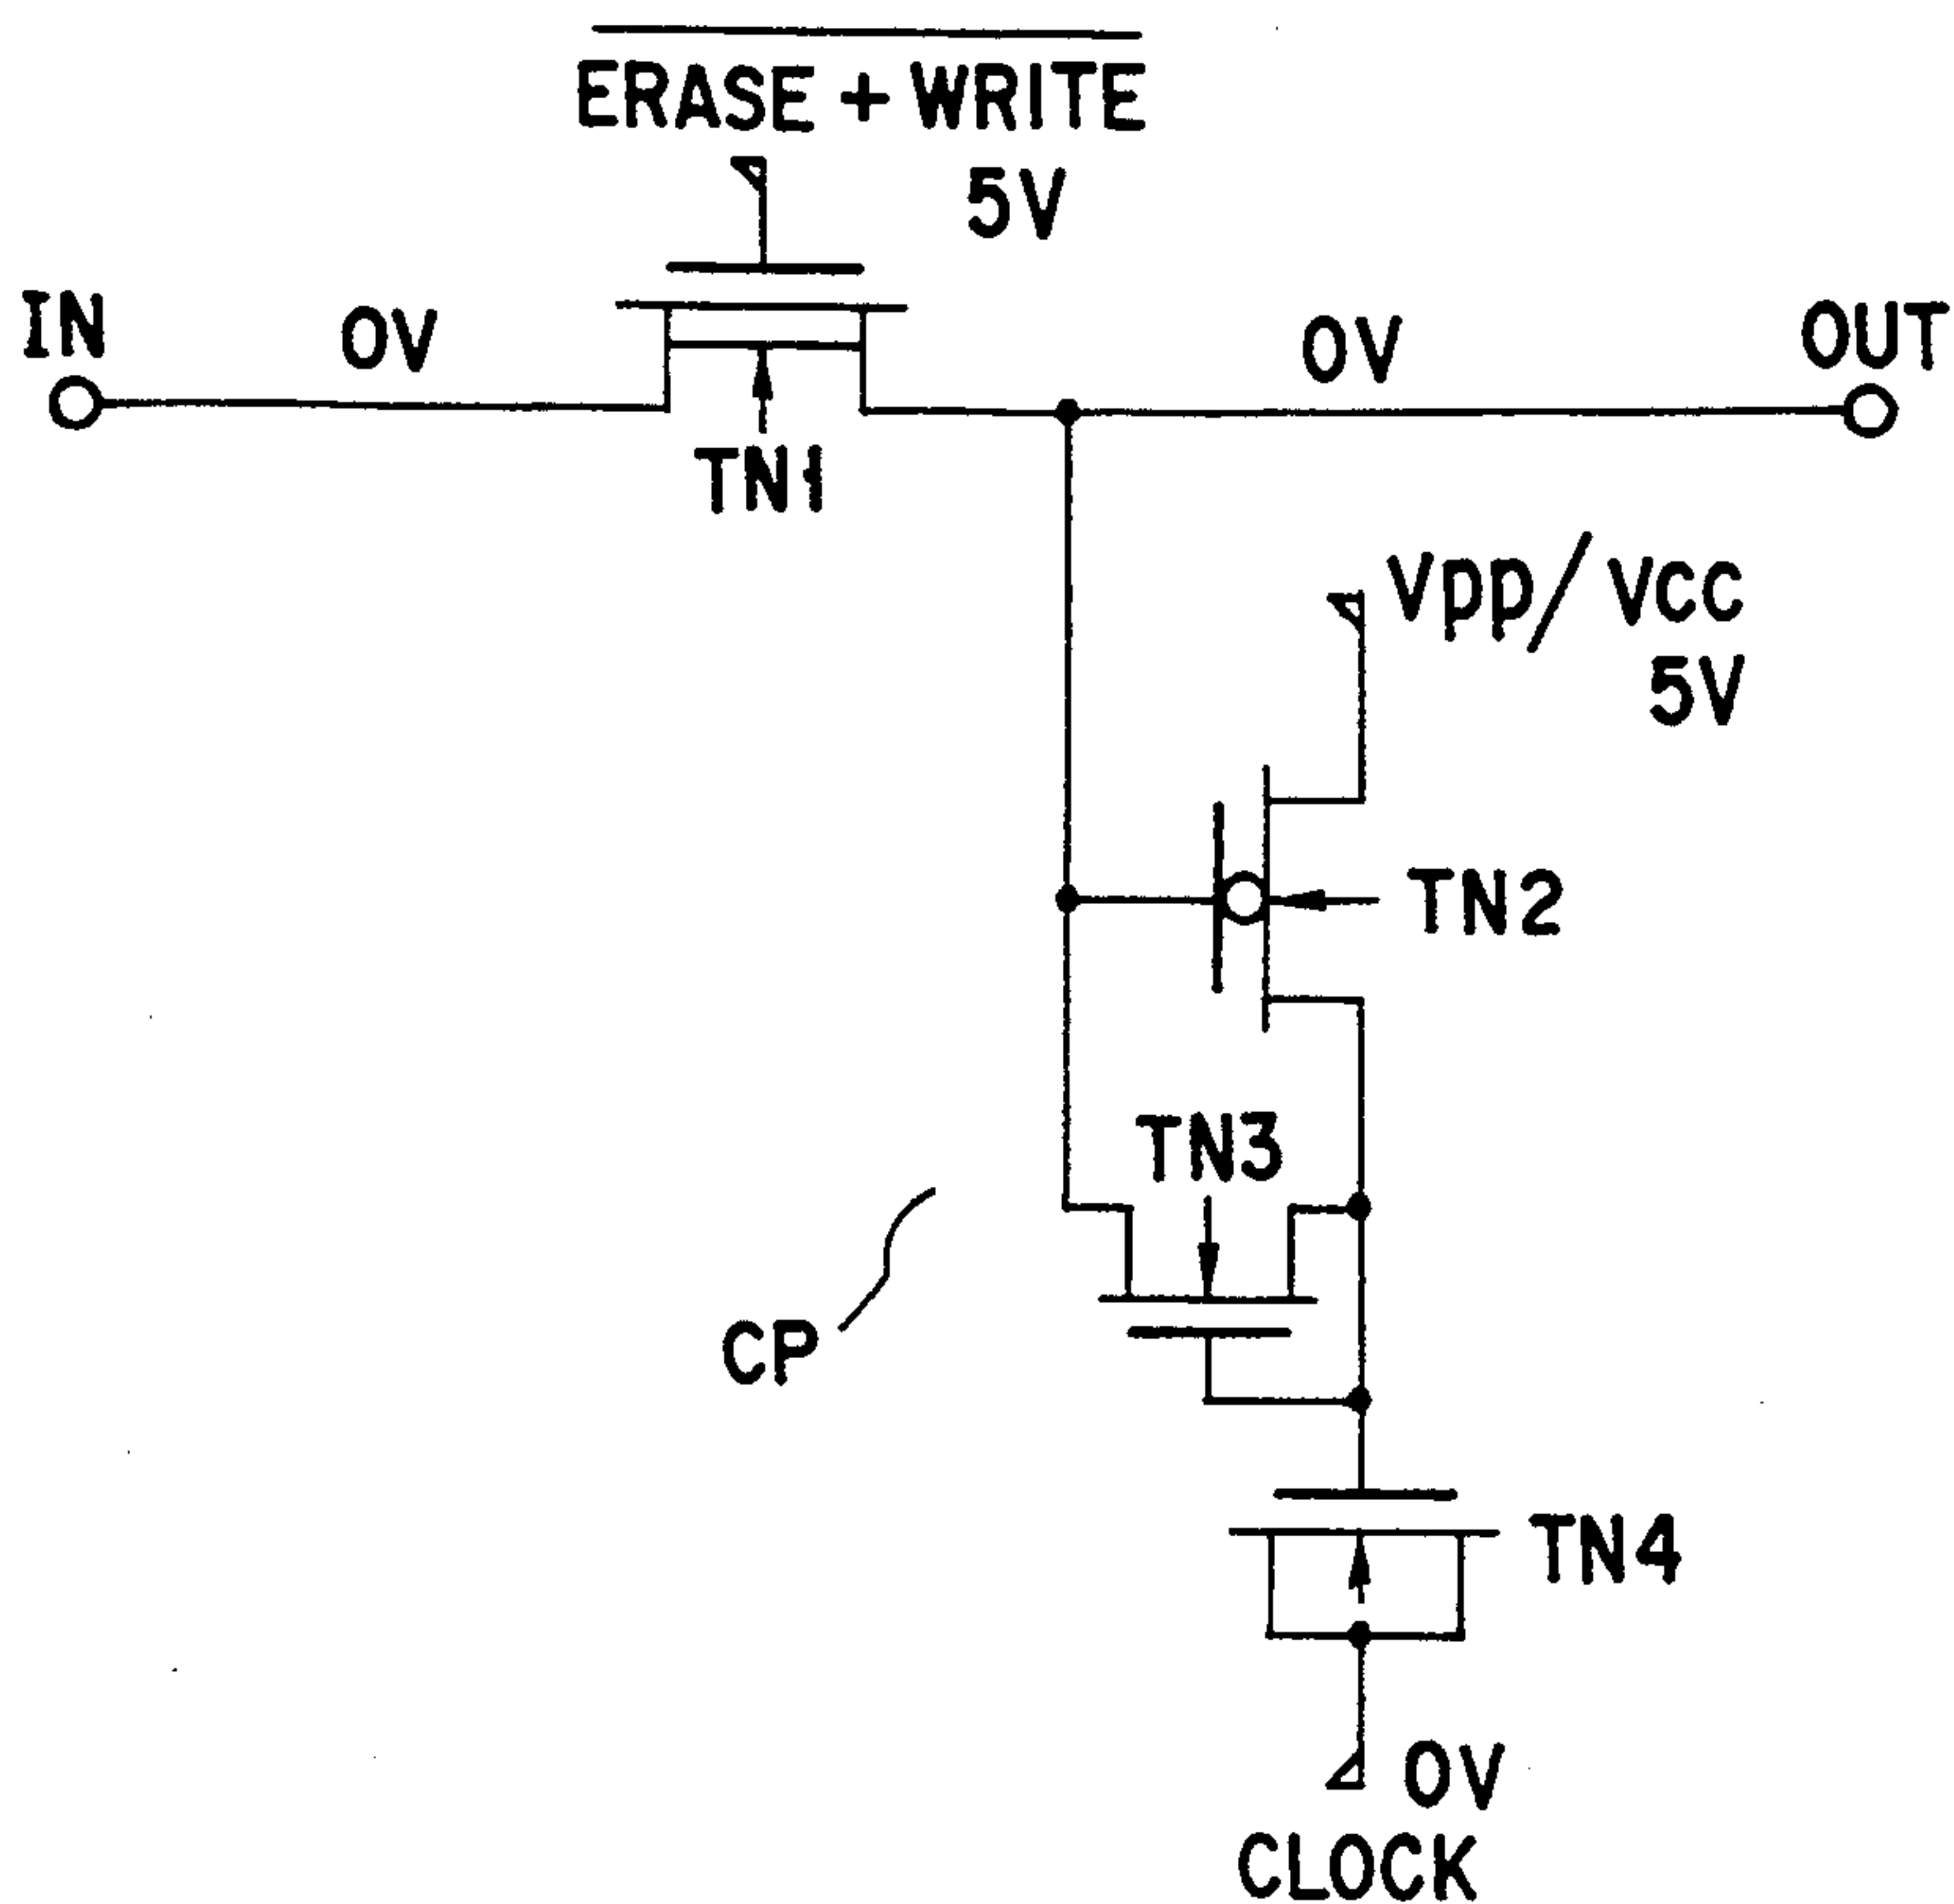 ERASE + WRITE
5V
IN
0V
0V
OUT
TN1
Vpp/Vcc
5V
TN2
TN3
CP
TN4
0V
CLOCK